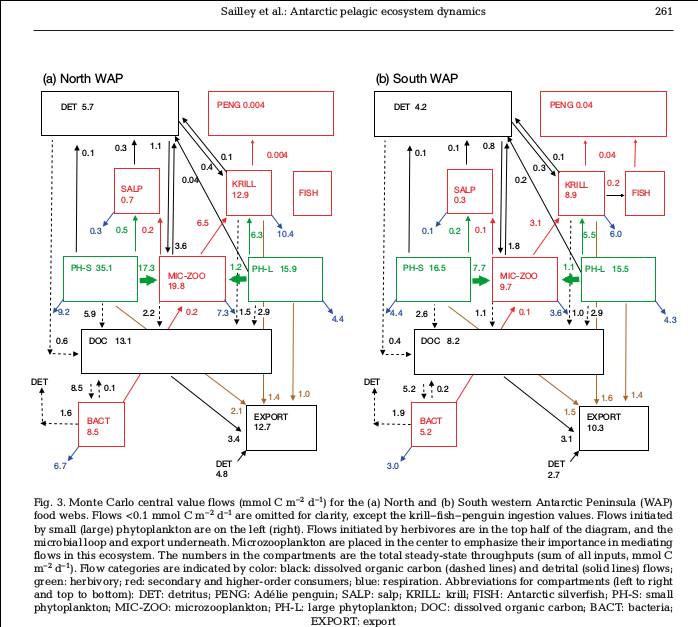 Sailley et al.: Antarctic pelagic ecosystem dynamics 261
(a) North WAP
DET 5.7
PENG 0.004
0.1
0.3
1.1
0.1
0.4
0.004
0.04
SALP
0.7
KRILL
12.9
FISH
0.3
0.5
0.2
6.5
6.3
10.4
3.6
PH-S 35.1
17.3
MIC-ZOO
19.8
1.2
PH-L 15.9
9.2
5.9
2.2
0.2
7.3
1.5
2.9
4.4
0.6
DOC 13.1
DET
8.5
0.1
1.6
BACT
8.5
6.7
2.1
1.4
1.0
3.4
EXPORT
12.7
DET
4.8
(b) South WAP
DET 4.2
PENG 0.04
0.1
0.1
0.8
0.1
0.3
0.04
0.2
SALP
0.3
KRILL
8.9
0.2
FISH
0.1
0.2
0.1
3.1
5.5
6.0
1.8
PH-S 16.5
7.7
MIC-ZOO
9.7
1.1
PH-L 15.5
4.4
2.6
1.1
0.1
3.6
1.0
2.9
4.3
0.4
DOC 8.2
DET
5.2
0.2
1.9
BACT
5.2
3.0
1.5
1.6
1.4
3.1
EXPORT
10.3
DET
2.7
Fig. 3. Monte Carlo central value flows (mmol C m−2 d−1) for the (a) North and (b) South western Antarctic Peninsula (WAP)
food webs. Flows <0.1 mmol C m−2 d−1 are omitted for clarity, except the krill–fish–penguin ingestion values. Flows initiated
by small (large) phytoplankton are on the left (right). Flows initiated by herbivores are in top half of the diagram, and the
microbial loop and export underneath. Microzooplankton are placed in the center to emphasize their importance in mediating
flows in this ecosystem. The numbers in the compartments are the total steady-state throughputs (sum of all inputs, mmol C
m−2 d−1). Flow categories are indicated by color: black: dissolved organic carbon (dashed lines) and detrital (solid lines) flows;
green: herbivory; red: secondary and higher-order consumers; blue: respiration. Abbreviations for compartments (left to right
and top to bottom): DET: detritus; PENG: Adélie penguin; SALP: salp; KRILL: krill; FISH: Antarctic silverfish; PH-S: small
phytoplankton; MIC-ZOO: microzooplankton; PH-L: large phytoplankton; DOC: dissolved organic carbon; BACT: bacteria;
EXPORT: export